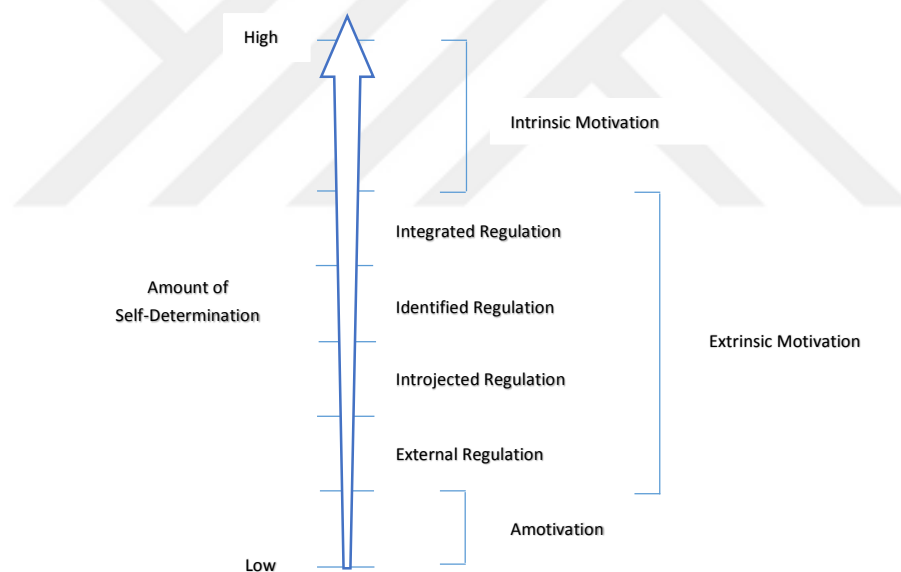 High
Intrinsic Motivation
Integrated Regulation
Amount of
Self-Determination
Identified Regulation
Extrinsic Motivation
Introjected Regulation
External Regulation
Amotivation
Low